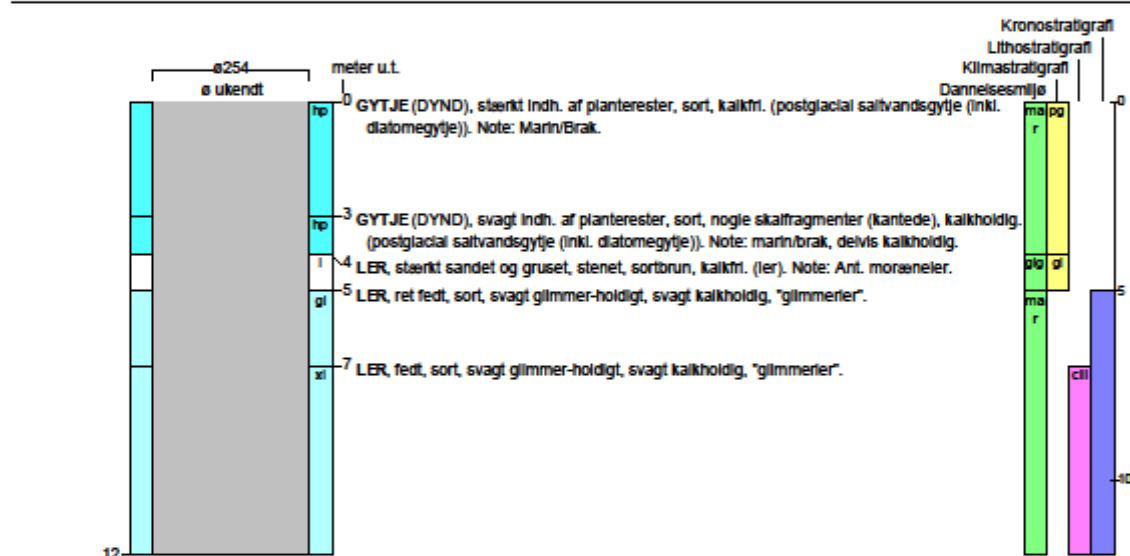 Kronostratigrafi
Lithostratigrafi
Klimastratigrafi
Dannelsesmiljø
ø254
ø ukendt
meter u.t.
hp
0 GYTJE (DYND), stærkt indh. af planterester, sort, kalkfri. (postglacial saltvandsgytje (inkl.
diatomegytje)). Note: Marin/Brak.
ma
r
pg
0
hp
3 GYTJE (DYND), svagt indh. af planterester, sort, nogle skalfragmenter (kantede), kalkholdig.
(postglacial saltvandsgytje (inkl. diatomegytje)). Note: marin/brak, delvis kalkholdig.
l
4 LER, stærkt sandet og gruset, stenet, sortbrun, kalkfri. (ler). Note: Ant. moræneler.
glg
gl
gl
5 LER, ret fedt, sort, svagt glimmer-holdigt, svagt kalkholdig, "glimmerler".
ma
r
5
xl
7 LER, fedt, sort, svagt glimmer-holdigt, svagt kalkholdig, "glimmerler".
cill
10
12